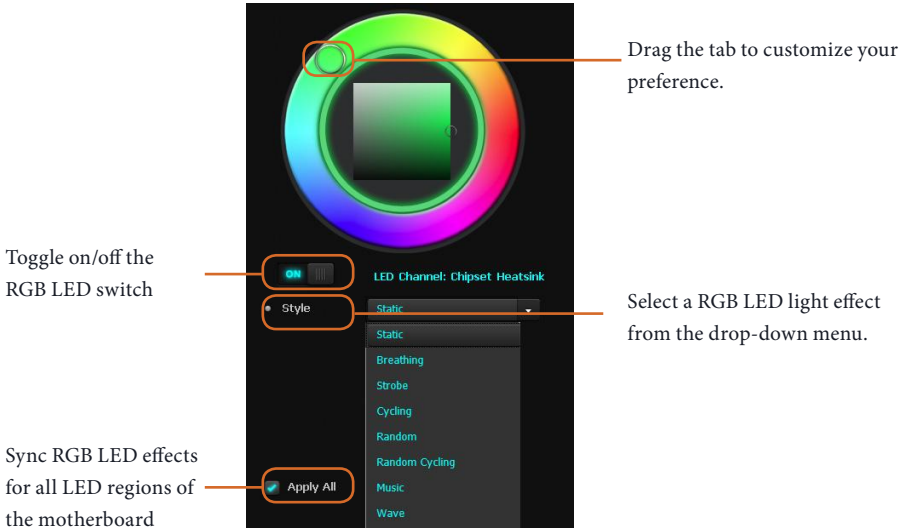 Drag the tab to customize your
preference.
Toggle on/off the
RGB LED switch
ON
LED Channel: Chipset Heatsink
Style
Static
Select a RGB LED light effect
from the drop-down menu.
Static
Breathing
Strobe
Cycling
Random
Random Cycling
Sync RGB LED effects
for all LED regions of
the motherboard
Apply All
Music
Wave